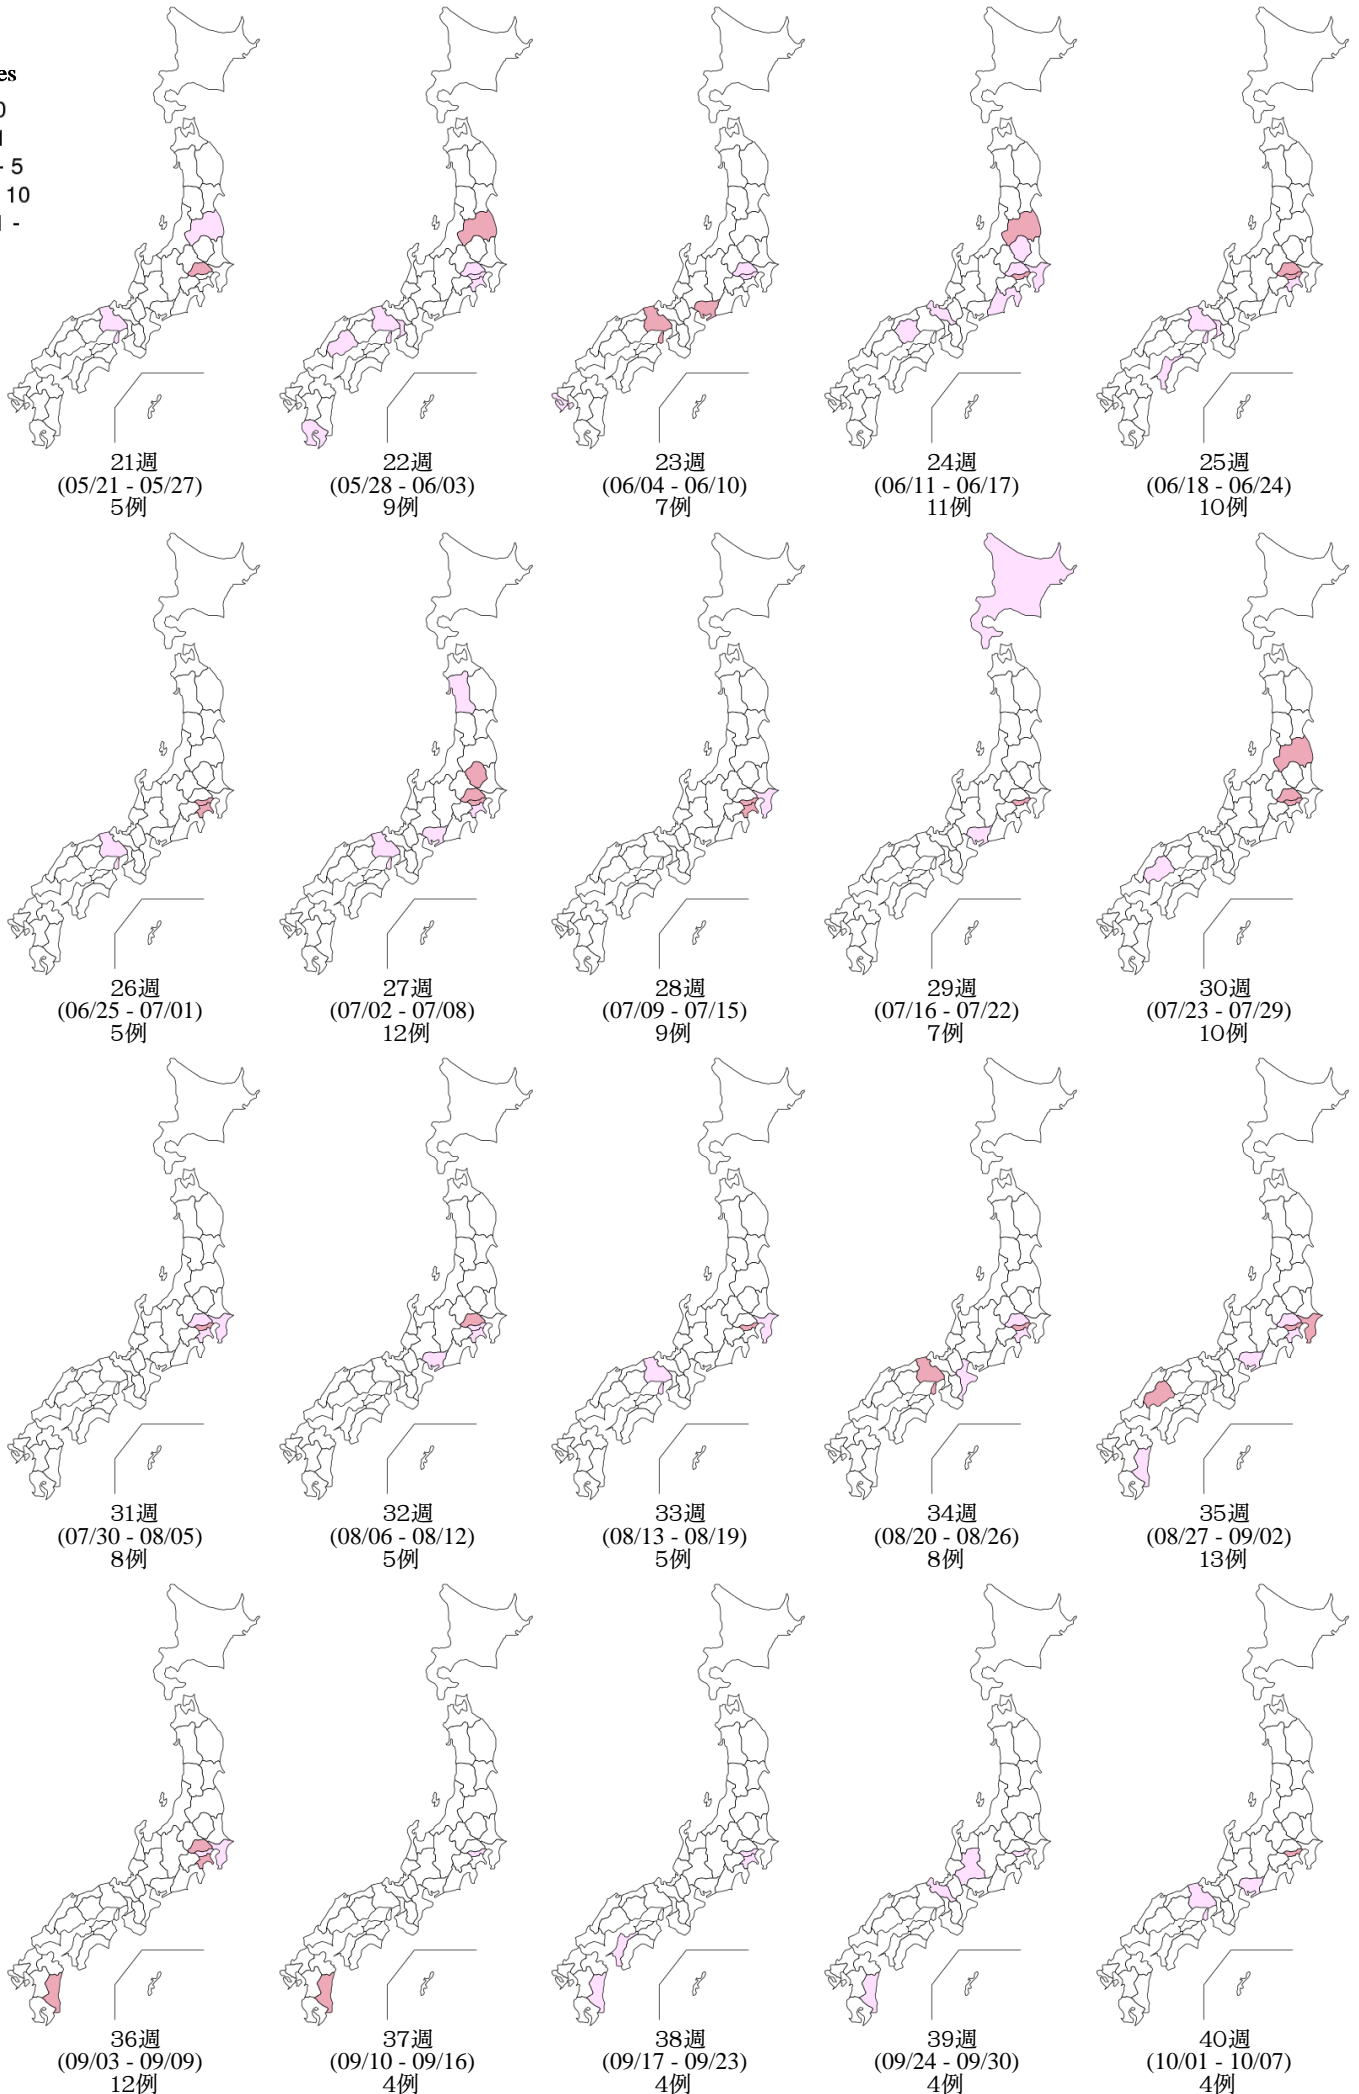 es
0
1
- 5
10
1 -
21週
(05/21 - 05/27)
5例
22週
(05/28 - 06/03)
9例
23週
(06/04 - 06/10)
7例
24週
(06/11 - 06/17)
11例
25週
(06/18 - 06/24)
10例
26週
(06/25 - 07/01)
5例
27週
(07/02 - 07/08)
12例
28週
(07/09 - 07/15)
9例
29週
(07/16 - 07/22)
7例
30週
(07/23 - 07/29)
10例
31週
(07/30 - 08/05)
8例
32週
(08/06 - 08/12)
5例
33週
(08/13 - 08/19)
5例
34週
(08/20 - 08/26)
8例
35週
(08/27 - 09/02)
13例
36週
(09/03 - 09/09)
12例
37週
(09/10 - 09/16)
4例
38週
(09/17 - 09/23)
4例
39週
(09/24 - 09/30)
4例
40週
(10/01 - 10/07)
4例